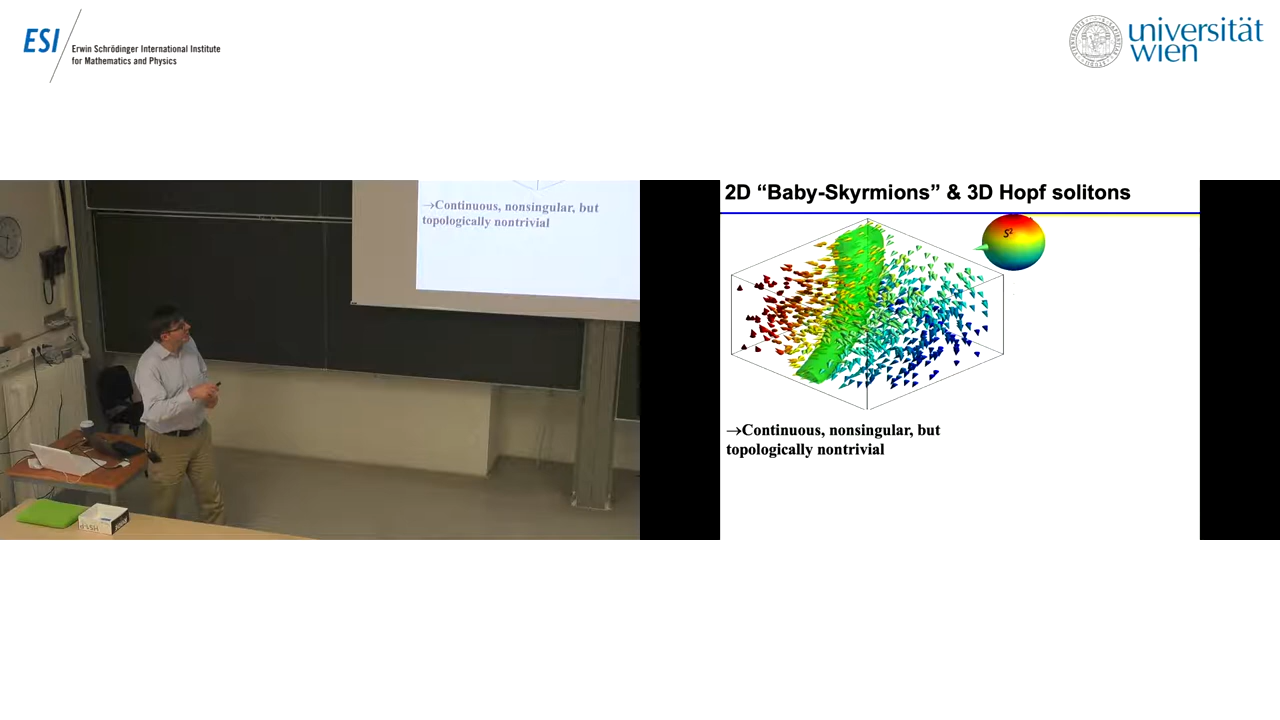 ESI
Erwin Schrödinger International Institute
for Mathematics and Physics
universität
wien
→Continuous, nonsingular, but
topologically nontrivial
2D “Baby-Skyrmions” & 3D Hopf solitons
S²
→Continuous, nonsingular, but
topologically nontrivial